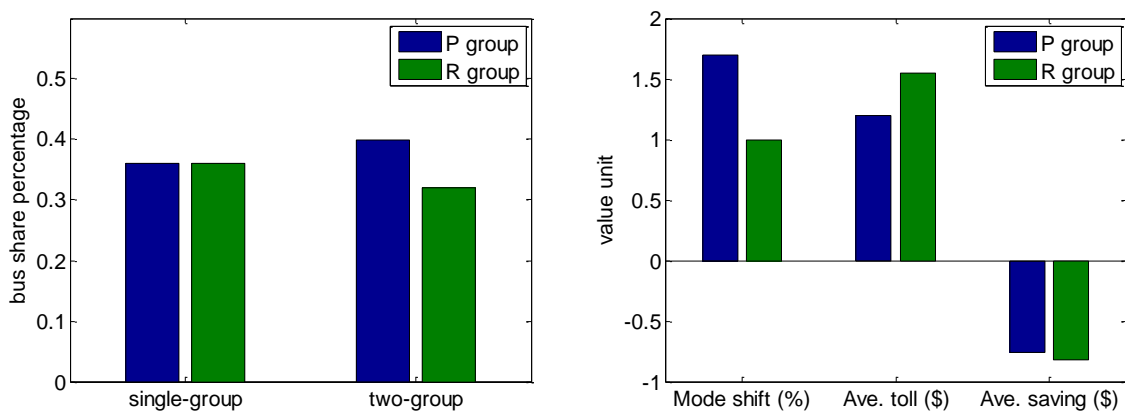 bus share percentage
0.5
0.4
0.3
0.2
0.1
0
single-group
two-group
P group
R group
value unit
2
1.5
1
0.5
0
-0.5
-1
Mode shift (%)
Ave. toll ($)
Ave. saving ($)
P group
R group